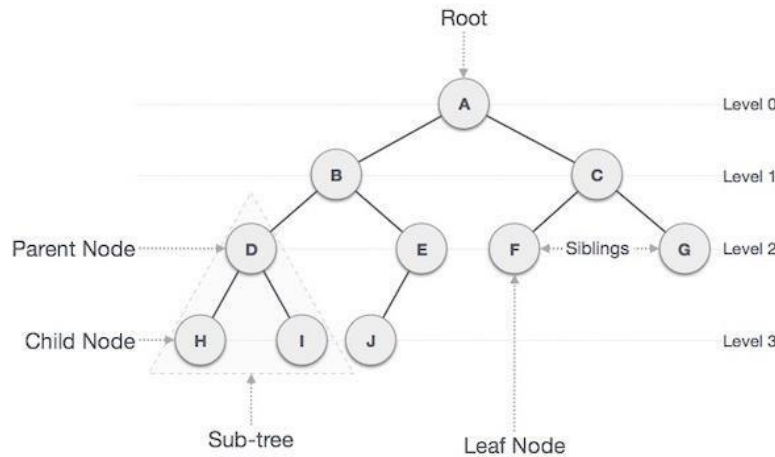 Root
A
Level 0
B
C
Level 1
Parent Node
D
E
F
Siblings
G
Level 2
Child Node
H
I
J
Level 3
Sub-tree
Leaf Node